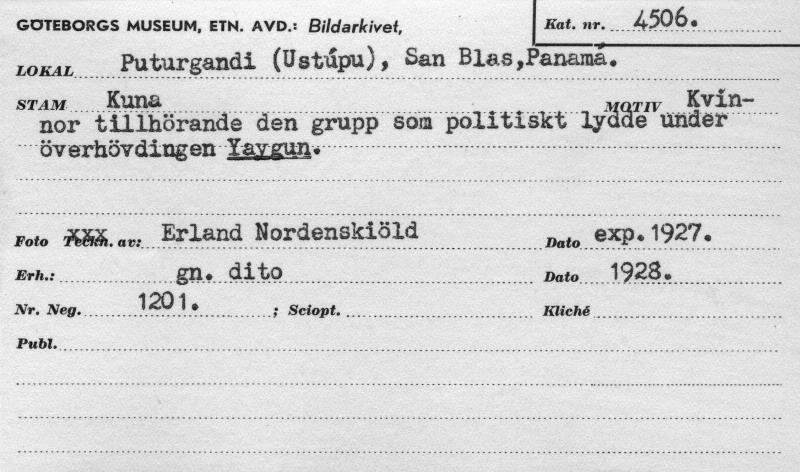 GÖTEBORGS MUSEUM, ETN. AVD.: Bildarkivet, Kat. nr. 4506.
LOKAL Puturgandi (Ustúpu), San Blas, Panamá.
STAM Kuna MOTIV Kvin-
nor tillhörande den grupp som politiskt lydde under
överhövdingen Yaygun.
Foto Teckn. av: Erland Nordenskiöld Dato exp. 1927.
Erh.: gn. dito Dato 1928.
Nr. Neg. 1201. ; Sciopt. Kliché
Publ.